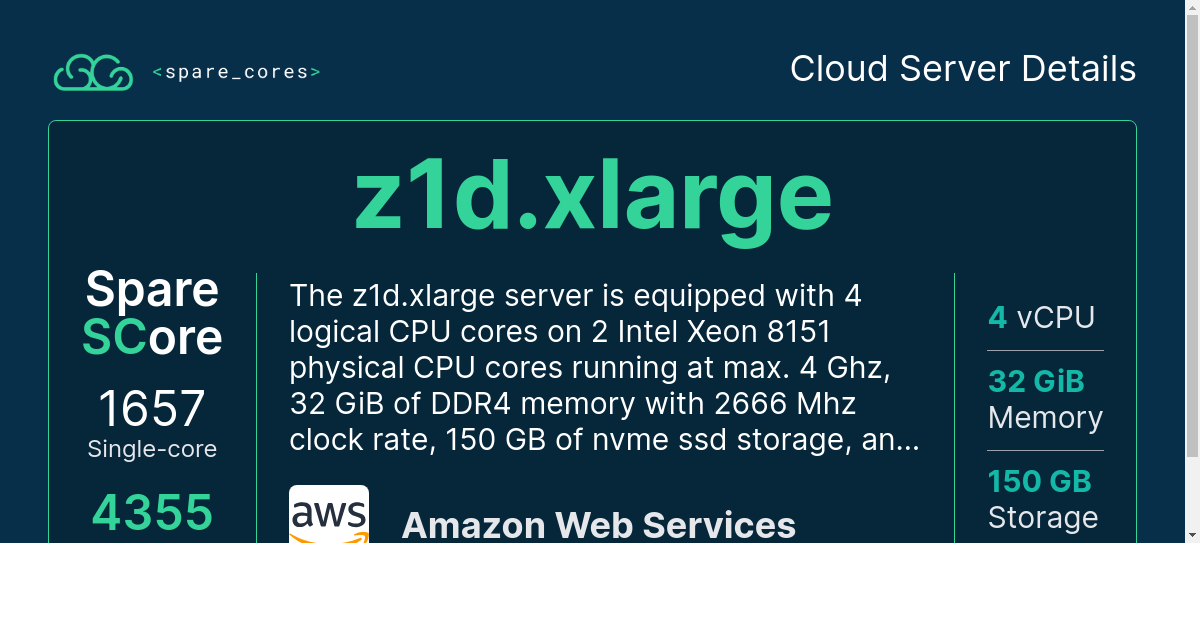 <spare_cores>
Cloud Server Details
z1d.xlarge
Spare
SCore
1657
Single-core
4355
The z1d.xlarge server is equipped with 4
logical CPU cores on 2 Intel Xeon 8151
physical CPU cores running at max. 4 Ghz,
32 GiB of DDR4 memory with 2666 Mhz
clock rate, 150 GB of nvme ssd storage, an...
aws
Amazon Web Services
4 vCPU
32 GiB
Memory
150 GB
Storage